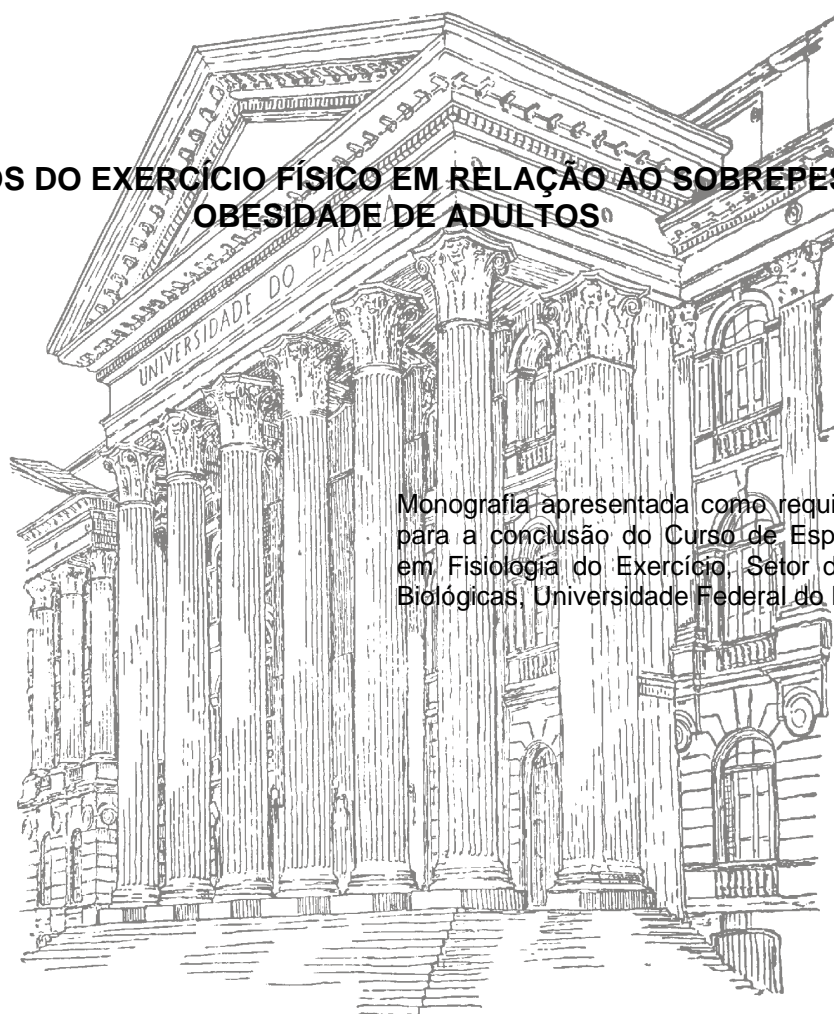 OS DO EXERCÍCIO FÍSICO EM RELAÇÃO AO SOBREPES
OBESIDADE DE ADULTOS
UNIVERSIDADE DO PARANÁ
Monografia apresentada como requi
para a conclusão do Curso de Esp
em Fisiologia do Exercício, Setor d
Biológicas, Universidade Federal do